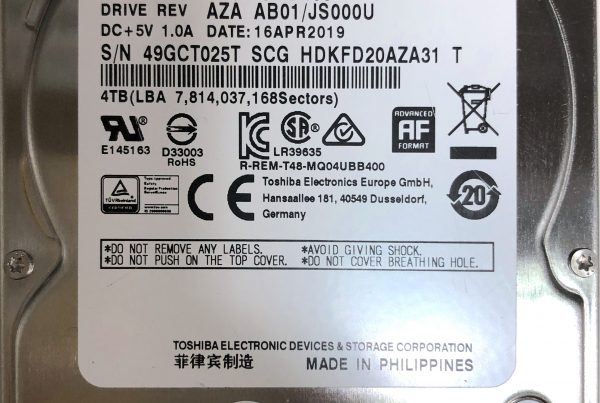 DRIVE REV AZA AB01/JS000U
DC+5V 1.0A DATE:16APR2019
S/N 49GCT025T SCG HDKFD20AZA31 T
4TB(LBA 7,814,037,168Sectors)
E145163
D33003
RoHS
LR39635
ADVANCED
AF
FORMAT
R-REM-T48-MQ04UBB400
TÜVRheinland
CE
Toshiba Electronics Europe GmbH,
Hansaallee 181, 40549 Dusseldorf,
Germany
20
*DO NOT REMOVE ANY LABELS. *AVOID GIVING SHOCK.
*DO NOT PUSH ON THE TOP COVER. *DO NOT COVER BREATHING HOLE.
TOSHIBA ELECTRONIC DEVICES & STORAGE CORPORATION
菲律宾制造 MADE IN PHILIPPINES